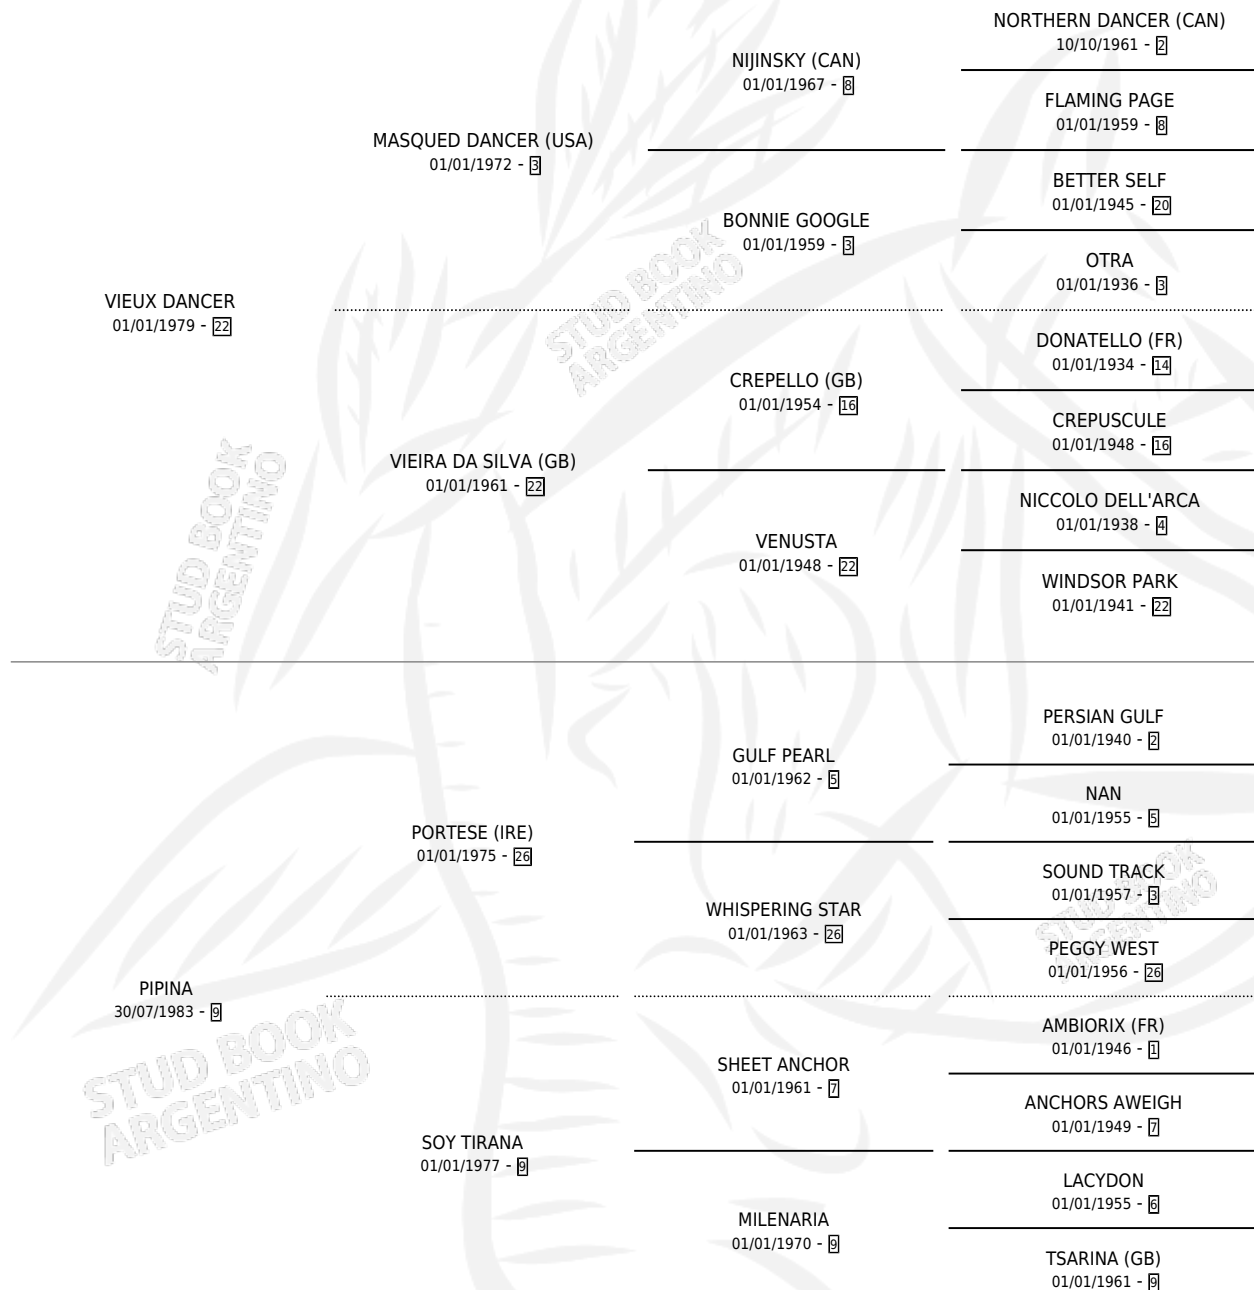 NORTHERN DANCER (CAN)
10/10/1961 - 2
NIJINSKY (CAN)
01/01/1967 - 8
FLAMING PAGE
01/01/1959 - 8
MASQUED DANCER (USA)
01/01/1972 - 3
BETTER SELF
01/01/1945 - 20
BONNIE GOOGLE
01/01/1959 - 3
OTRA
01/01/1936 - 3
VIEUX DANCER
01/01/1979 - 22
DONATELLO (FR)
01/01/1934 - 14
CREPELLO (GB)
01/01/1954 - 16
CREPUSCULE
01/01/1948 - 16
VIEIRA DA SILVA (GB)
01/01/1961 - 22
NICCOLO DELL'ARCA
01/01/1938 - 4
VENUSTA
01/01/1948 - 22
WINDSOR PARK
01/01/1941 - 22
STUD BOOK
ARGENTINO
STUD BOOK
ARGENTINO
PERSIAN GULF
01/01/1940 - 2
GULF PEARL
01/01/1962 - 5
NAN
01/01/1955 - 5
PORTESE (IRE)
01/01/1975 - 26
SOUND TRACK
01/01/1957 - 3
WHISPERING STAR
01/01/1963 - 26
PEGGY WEST
01/01/1956 - 26
STUD BOOK
ARGENTINO
PIPINA
30/07/1983 - 9
AMBIORIX (FR)
01/01/1946 - 1
SHEET ANCHOR
01/01/1961 - 7
ANCHORS AWEIGH
01/01/1949 - 7
STUD BOOK
ARGENTINO
SOY TIRANA
01/01/1977 - 9
LACYDON
01/01/1955 - 6
MILENARIA
01/01/1970 - 9
TSARINA (GB)
01/01/1961 - 9